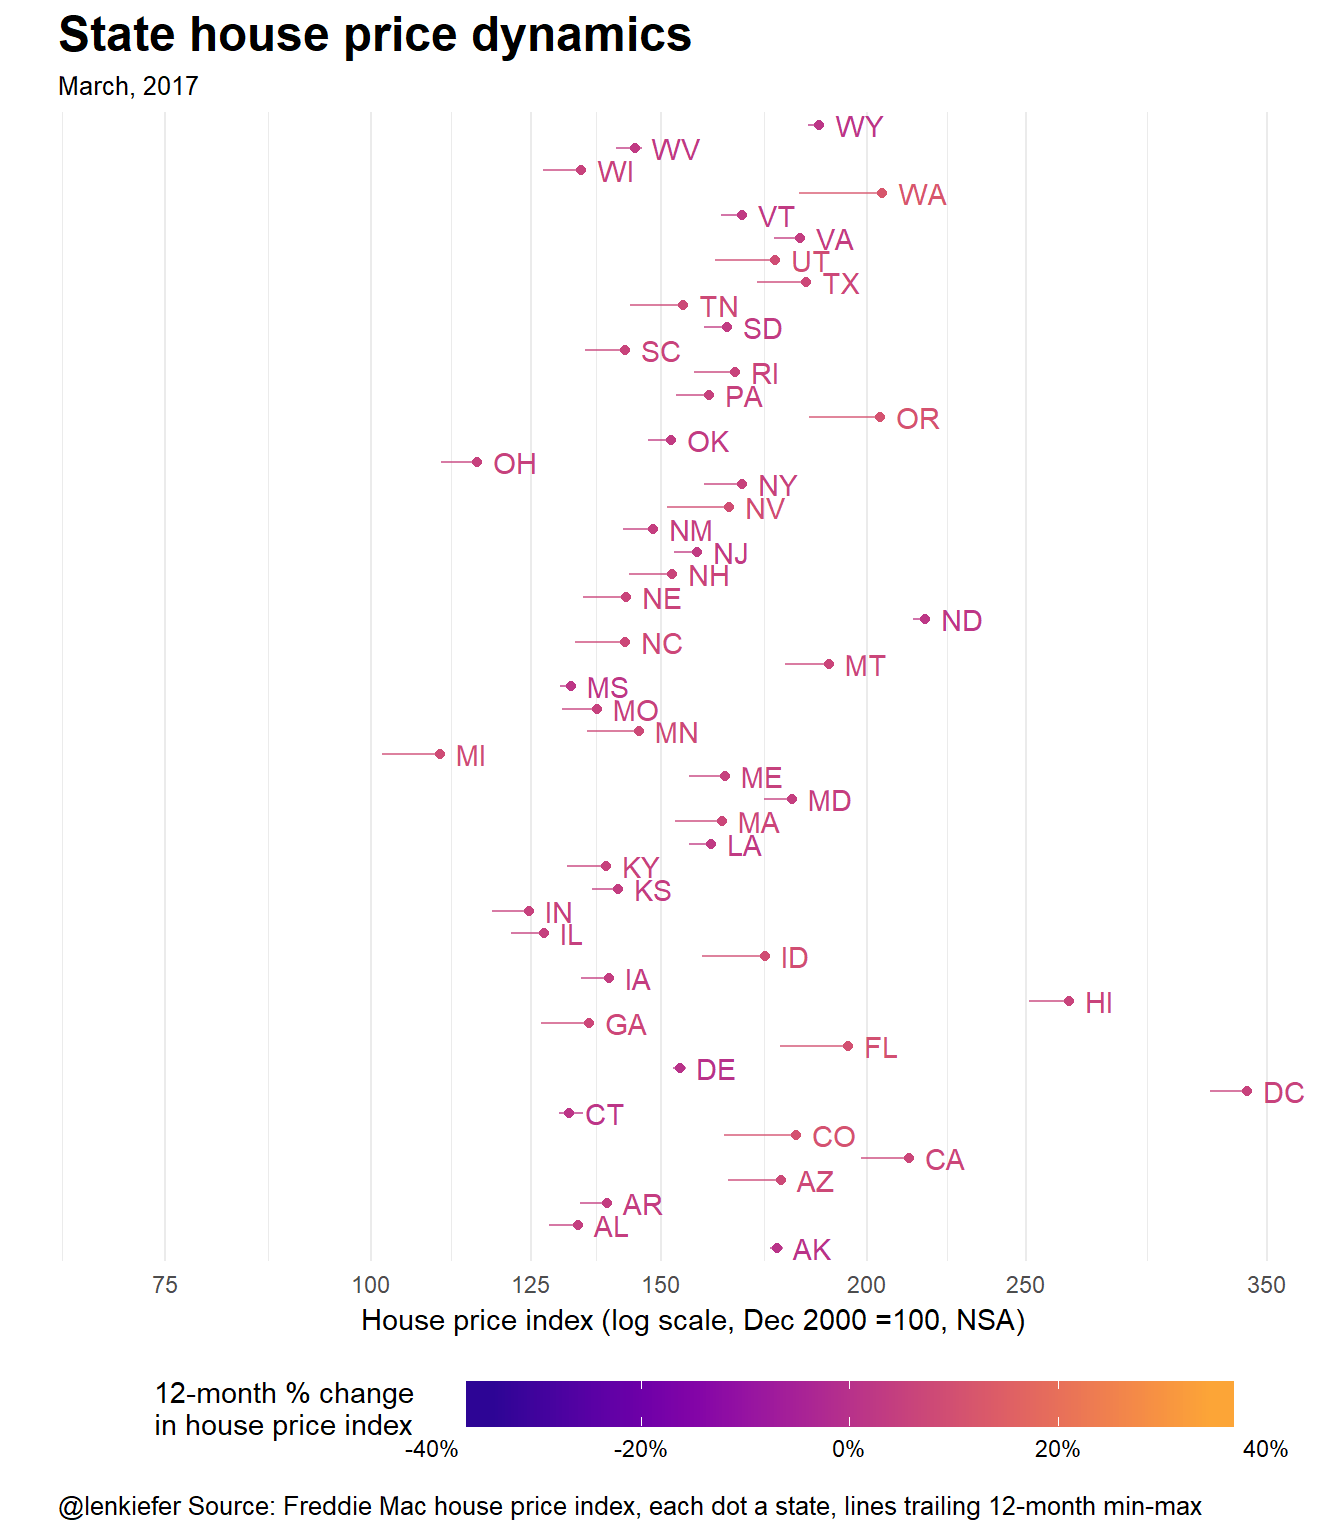 State house price dynamics
March, 2017
WY
WV
WI
WA
VT
VA
UT
TX
TN
SD
SC
RI
PA
OR
OK
OH
NY
NV
NM
NJ
NH
NE
ND
NC
MT
MS
MO
MN
MI
ME
MD
MA
LA
KY
KS
IN
IL
ID
IA
HI
GA
FL
DE
DC
CT
CO
CA
AZ
AR
AL
AK
75 100 125 150 200 250 350
House price index (log scale, Dec 2000 =100, NSA)
12-month % change
in house price index
-40% -20% 0% 20% 40%
@lenkiefer Source: Freddie Mac house price index, each dot a state, lines trailing 12-month min-max